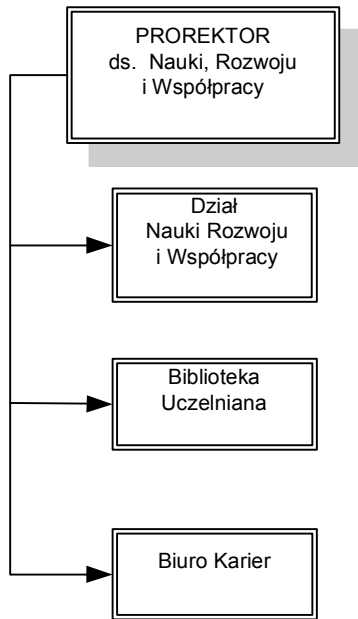 PROREKTOR
ds. Nauki, Rozwoju
i Współpracy
Dział
Nauki Rozwoju
i Współpracy
Biblioteka
Uczelniana
Biuro Karier